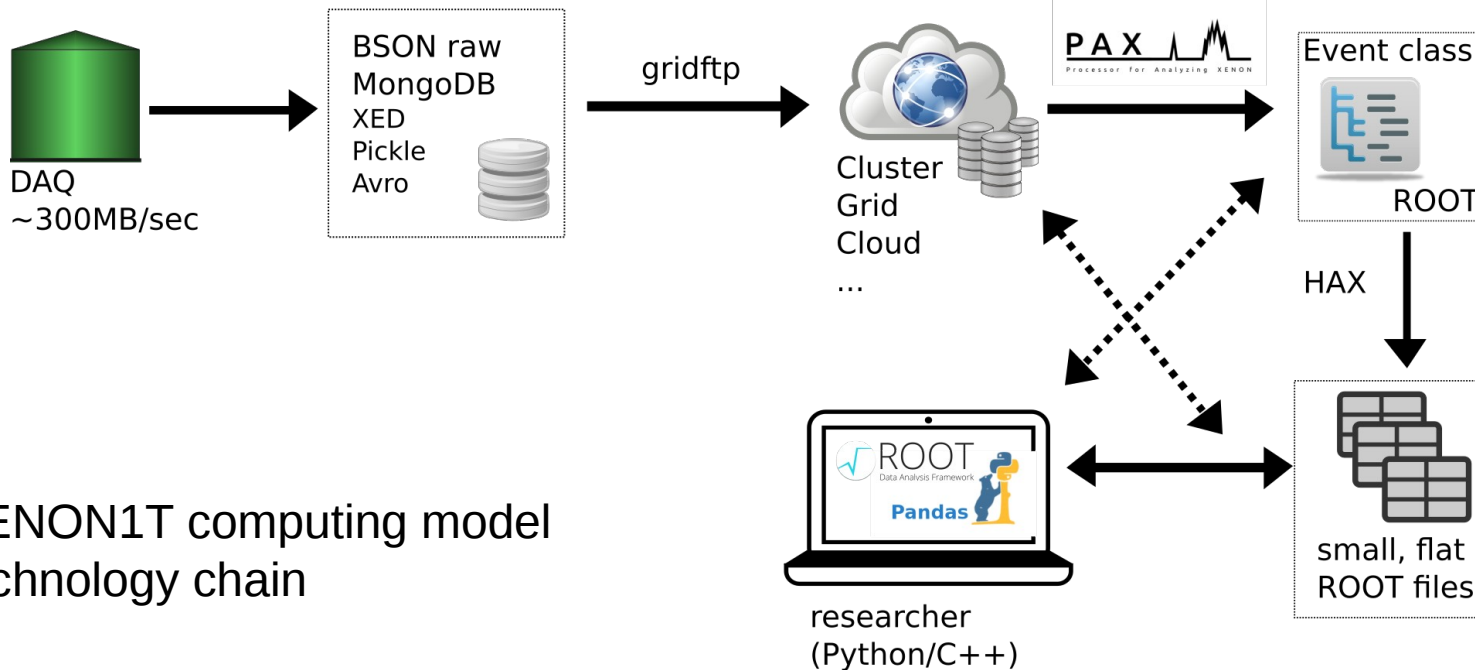 DAQ
~300MB/sec
BSON raw
MongoDB
XED
Pickle
Avro
gridftp
Cluster
Grid
Cloud
...
PAX
Processor for Analyzing XENON
Event class
ROOT
HAX
small, flat
ROOT files
ROOT
Data Analysis Framework
Pandas
researcher
(Python/C++)
ENON1T computing model
chnology chain